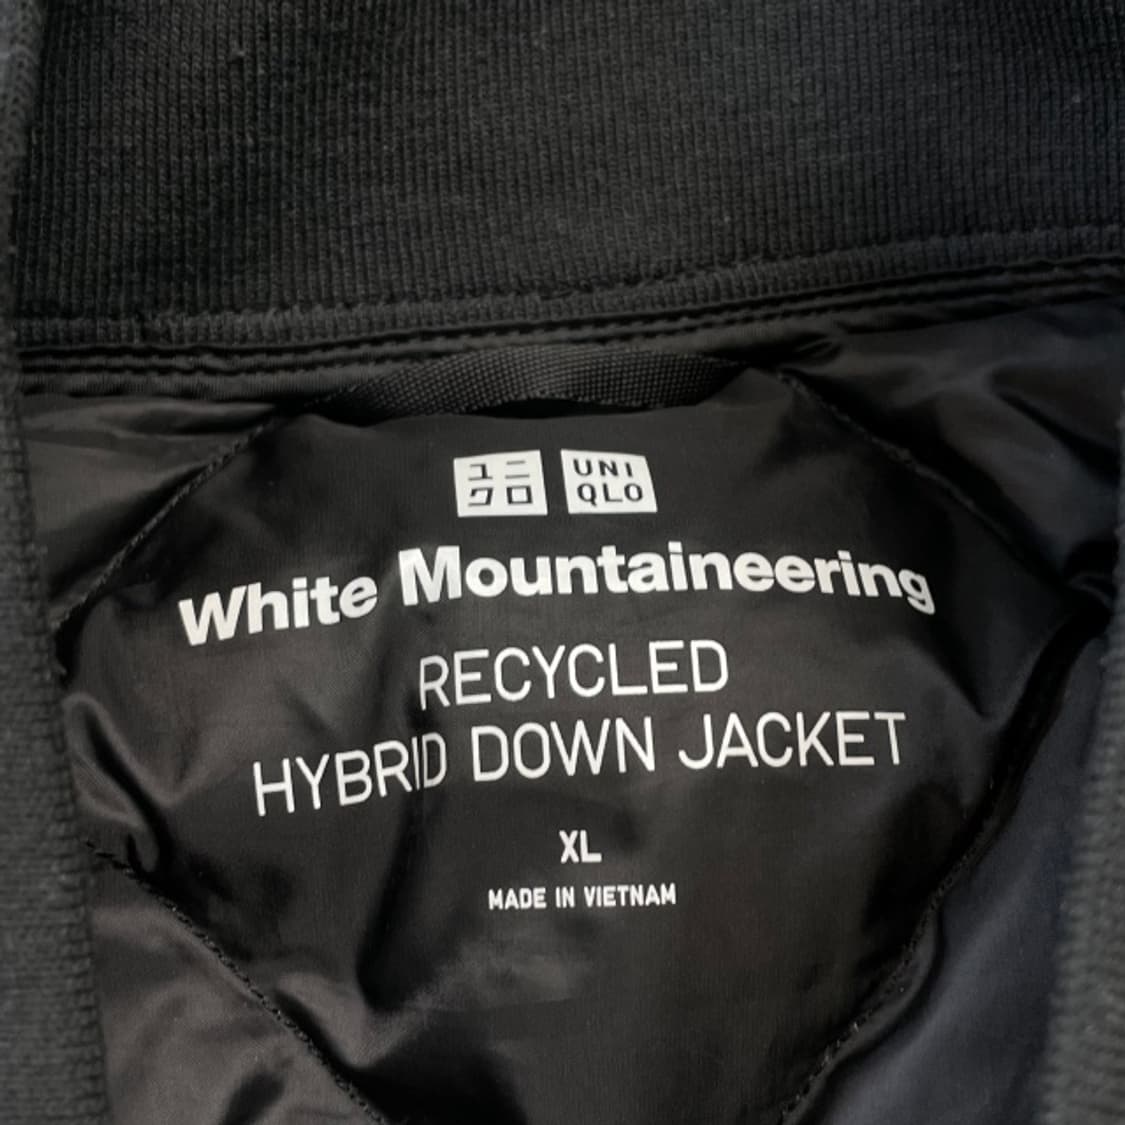 ユニ UNI
クロ QLO
White Mountaineering
RECYCLED
HYBRID DOWN JACKET
XL
MADE IN VIETNAM